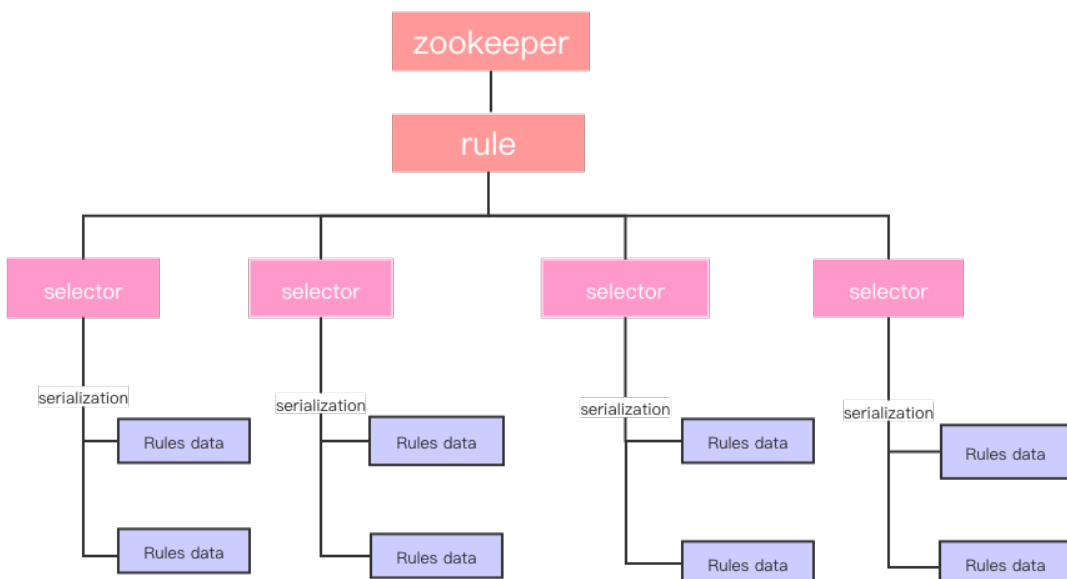 zookeeper
rule
selector
selector
selector
selector
serialization
serialization
serialization
serialization
Rules data
Rules data
Rules data
Rules data
Rules data
Rules data
Rules data
Rules data